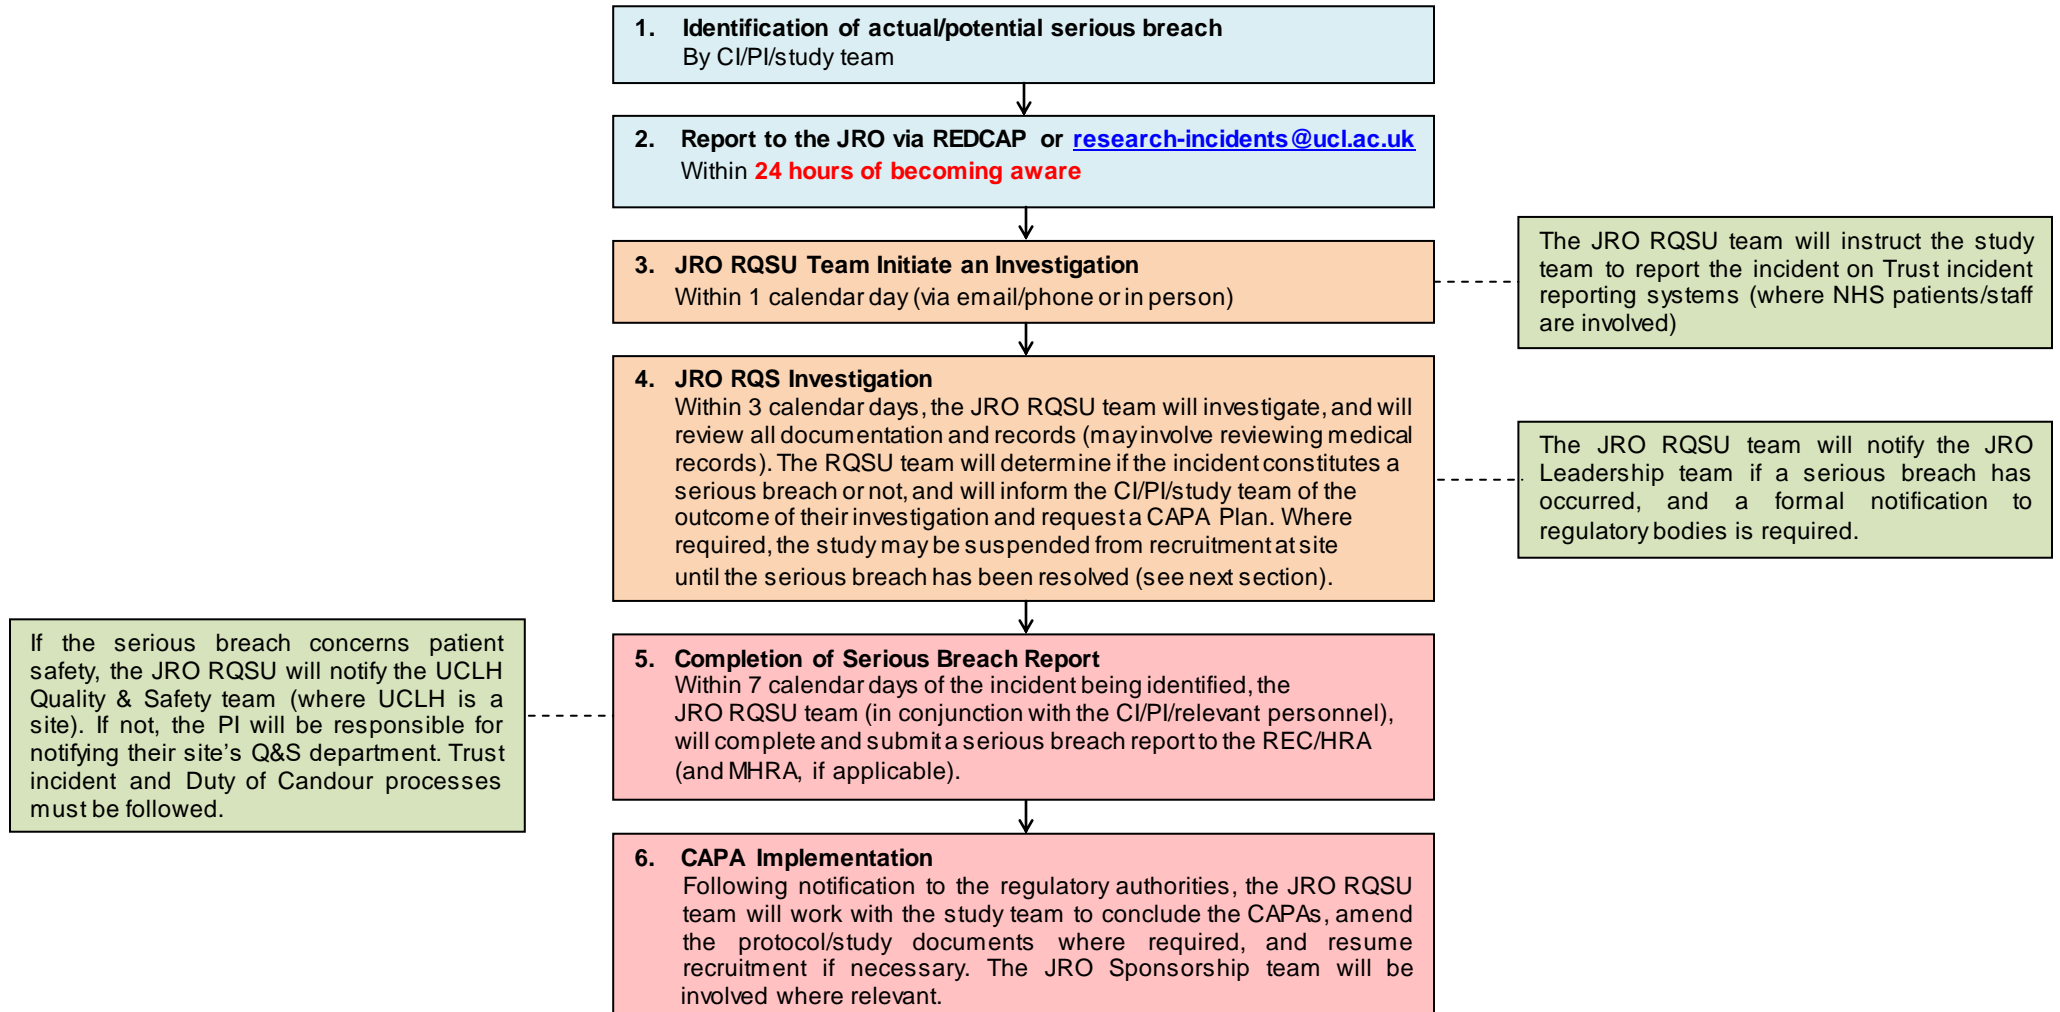 1. Identification of actual/potential serious breach
By CI/PI/study team
2. Report to the JRO via REDCAP or research-incidents@ucl.ac.uk
Within 24 hours of becoming aware
3. JRO RQSU Team Initiate an Investigation
Within 1 calendar day (via email/phone or in person)
The JRO RQSU team will instruct the study
team to report the incident on Trust incident
reporting systems (where NHS patients/staff
are involved)
4. JRO RQS Investigation
Within 3 calendar days, the JRO RQSU team will investigate, and will
review all documentation and records (may involve reviewing medical
records). The RQSU team will determine if the incident constitutes a
serious breach or not, and will inform the CI/PI/study team of the
outcome of their investigation and request a CAPA Plan. Where
required, the study may be suspended from recruitment at site
until the serious breach has been resolved (see next section).
The JRO RQSU team will notify the JRO
Leadership team if a serious breach has
occurred, and a formal notification to
regulatory bodies is required.
If the serious breach concerns patient
safety, the JRO RQSU will notify the UCLH
Quality & Safety team (where UCLH is a
site). If not, the PI will be responsible for
notifying their site's Q&S department. Trust
incident and Duty of Candour processes
must be followed.
5. Completion of Serious Breach Report
Within 7 calendar days of the incident being identified, the
JRO RQSU team (in conjunction with the CI/PI/relevant personnel),
will complete and submit a serious breach report to the REC/HRA
(and MHRA, if applicable).
6. CAPA Implementation
Following notification to the regulatory authorities, the JRO RQSU
team will work with the study team to conclude the CAPAs, amend
the protocol/study documents where required, and resume
recruitment if necessary. The JRO Sponsorship team will be
involved where relevant.